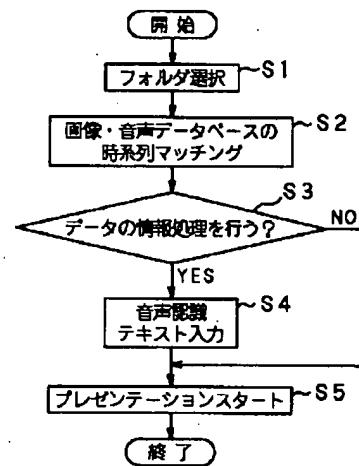 開始
フォルダ選択
S1
画像・音声データベースの
時系列マッチング
S2
S3
データの情報処理を行う?
NO
YES
音声認識
テキスト入力
S4
プレゼンテーションスタート
S5
終了